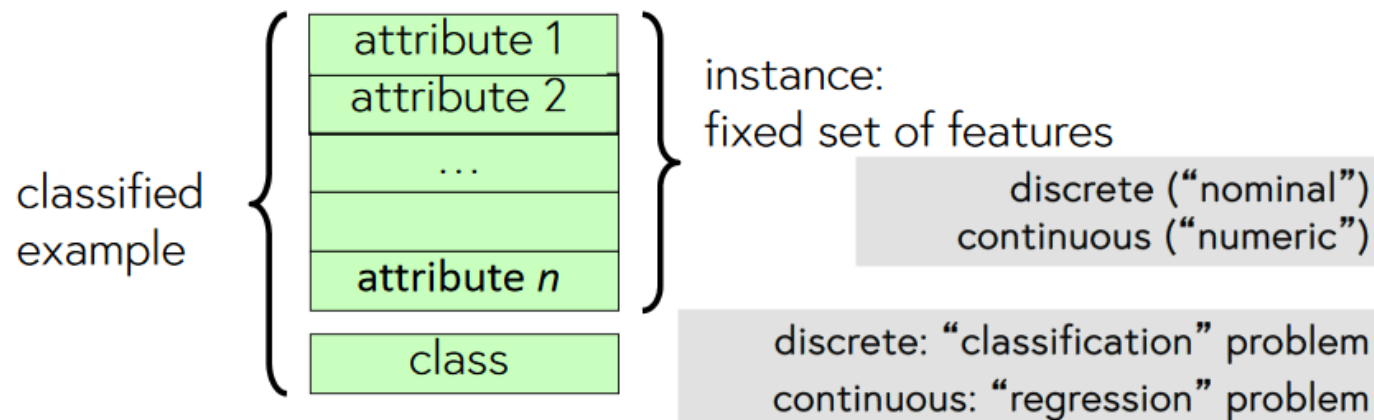 attribute 1
attribute 2
...
attribute n
class
classified
example
instance:
fixed set of features
discrete (“nominal”)
continuous (“numeric”)
discrete: “classification” problem
continuous: “regression” problem